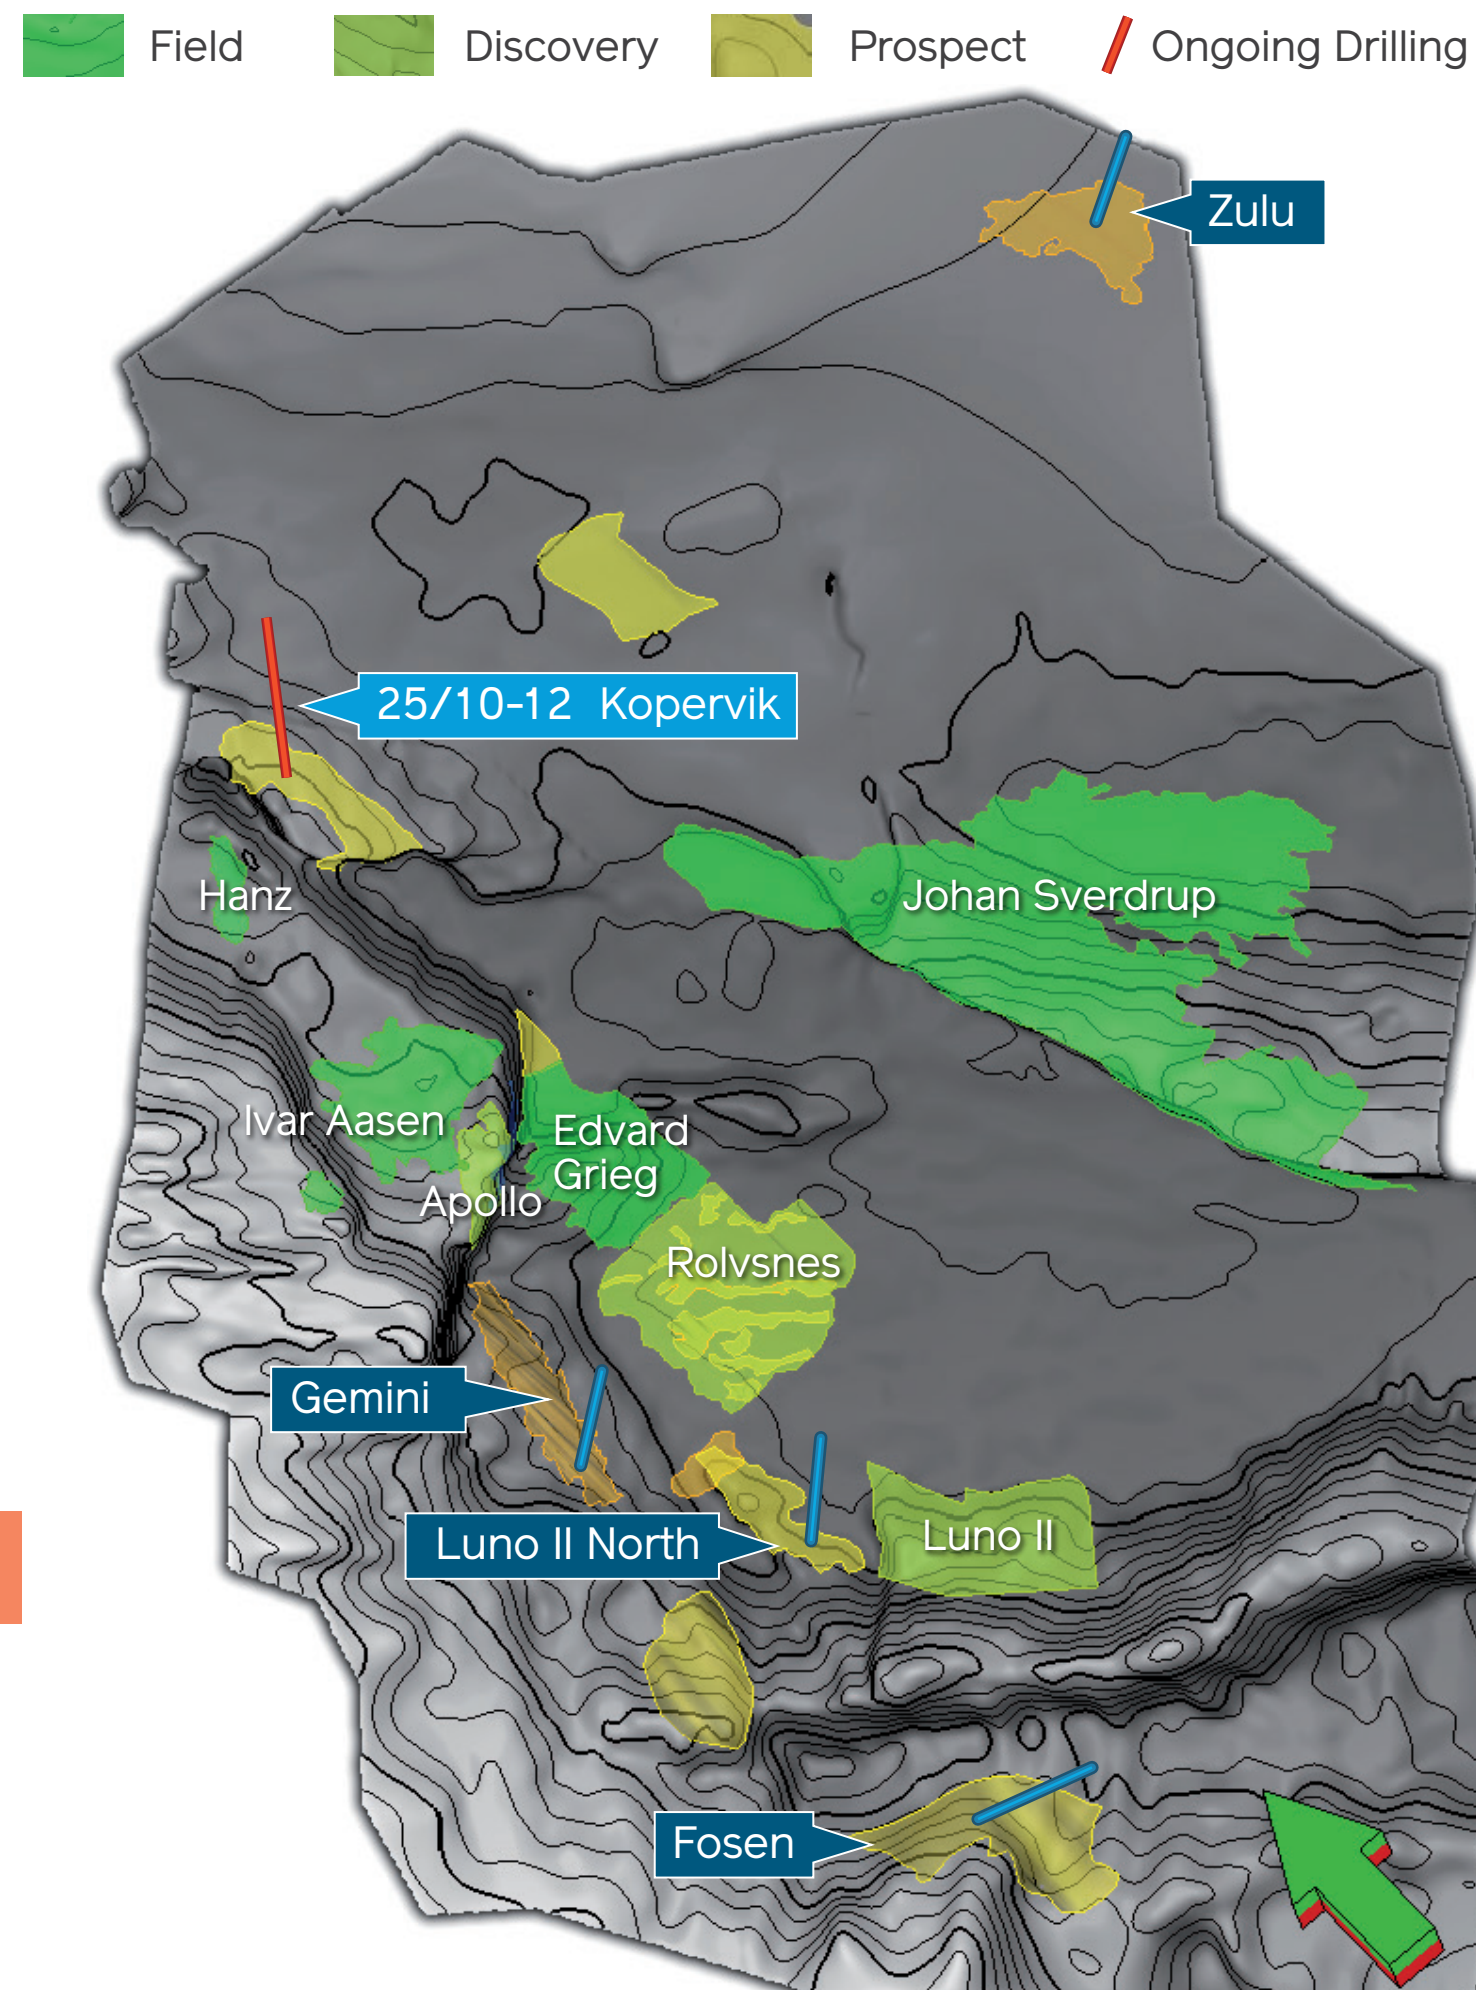 Field
Discovery
Prospect
Ongoing Drilling
Zulu
25/10-12 Kopervik
Hanz
Johan Sverdrup
Ivar Aasen
Edvard
Grieg
Apollo
Rolvsnes
Gemini
Luno II North
Luno II
Fosen